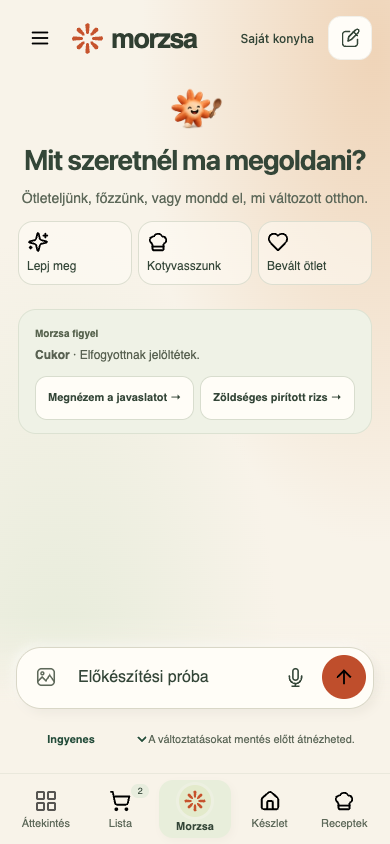 morzsa
Saját konyha
Mit szeretnél ma megoldani?
Ötleteljünk, főzzünk, vagy mondd el, mi változott otthon.
Lepj meg
Kotyvasszunk
Bevált ötlet
Morzsa figyel
Cukor · Elfogyottnak jelöltétek.
Megnézem a javaslatot →
Zöldséges pirított rizs →
Előkészítési próba
Ingyenes
A változtatásokat mentés előtt átnézheted.
2
Áttekintés
Lista
Morzsa
Készlet
Receptek